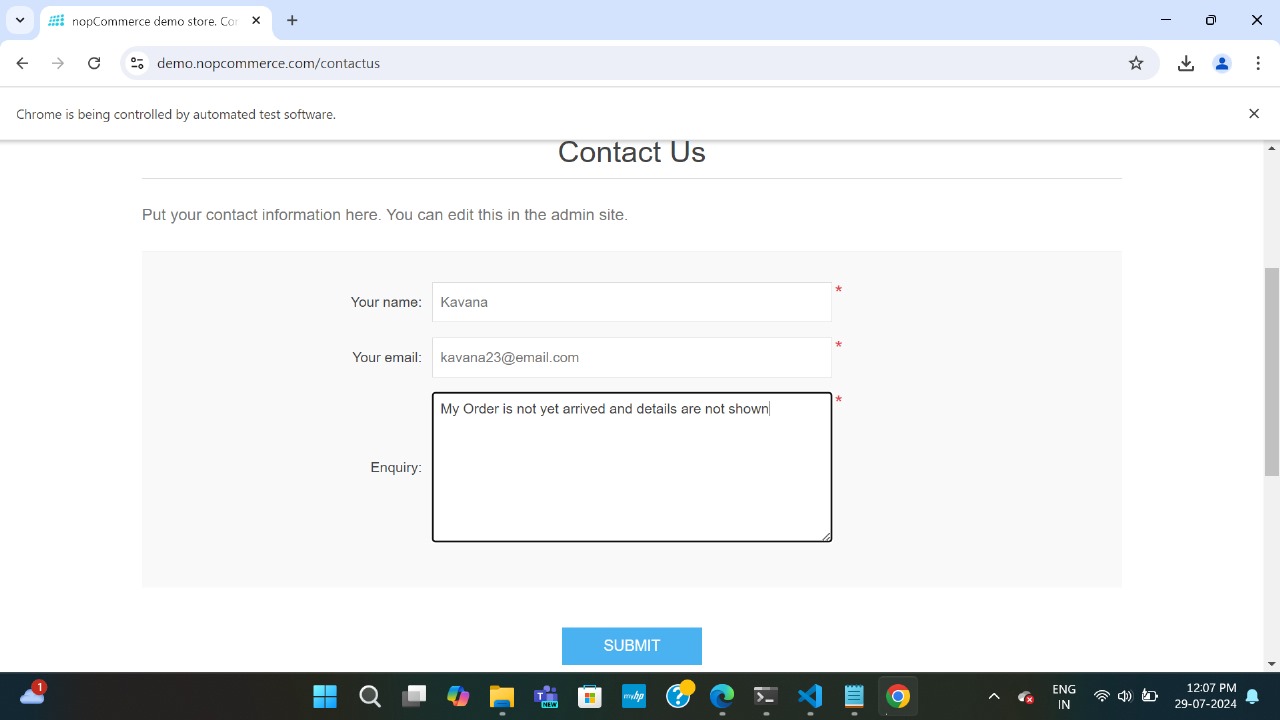 nopCommerce demo store. Co
demo.nopcommerce.com/contactus
Chrome is being controlled by automated test software.
Contact Us
Put your contact information here. You can edit this in the admin site.
Your name: Kavana *
Your email: kavana23@email.com *
Enquiry: My Order is not yet arrived and details are not shown *
SUBMIT
1
NEW
myhp
ENG
IN
12:07 PM
29-07-2024